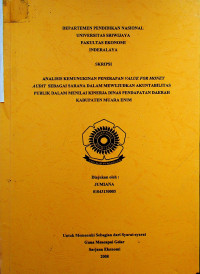 DEPARTEMEN PENDIDIKAN NASIONAL
UNIVERSITAS SRIWIJAYA
FAKULTAS EKONOMI
INDERALAYA
SKRIPSI
ANALISIS KEMUNGKINAN PENERAPAN VALUE FOR MONEY
AUDIT SEBAGAI SARANA DALAM MEWUJUDKAN AKUNTABILITAS
PUBLIK DALAM MENILAI KINERJA DINAS PENDAPATAN DAERAH
KABUPATEN MUARA ENIM
Diajukan oleh :
JUMIANA
01043130005
Untuk Memenuhi Sebagian dari Syarat-syarat
Guna Mencapai Gelar
Sarjana Ekonomi
2008